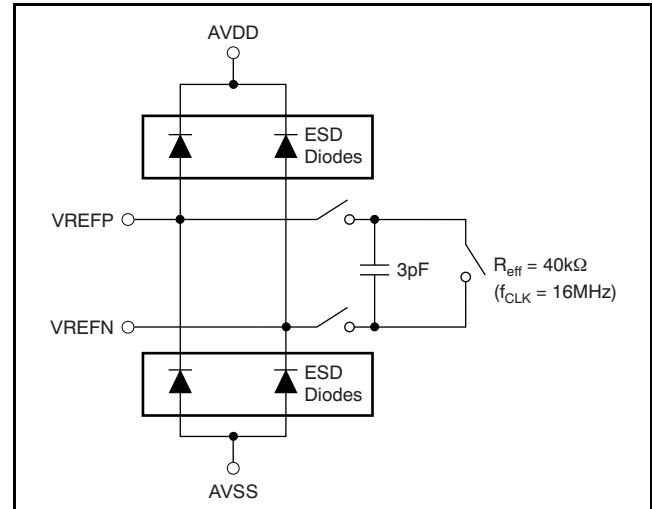 AVDD
ESD
Diodes
VREFP
3pF
R_eff = 40kΩ
(f_CLK = 16MHz)
VREFN
ESD
Diodes
AVSS